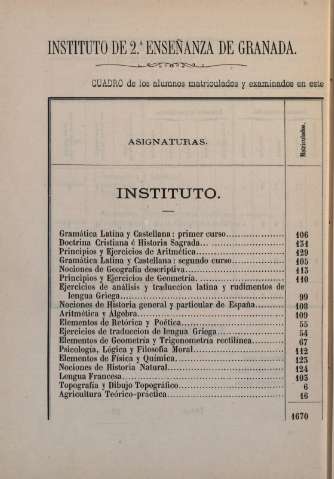 INSTITUTO DE 2.ª ENSEÑANZA DE GRANADA.
CUADRO de los alumnos matriculados y examinados en este
ASIGNATURAS.
Matriculados.
INSTITUTO.
Gramática Latina y Castellana: primer curso 106
Doctrina Cristiana é Historia Sagrada 131
Principios y Ejercicios de Aritmética 129
Gramática Latina y Castellana: segundo curso 105
Nociones de Geografía descriptiva 113
Principios y Ejercicios de Geometría 110
Ejercicios de análisis y traduccion latina y rudimentos de
lengua Griega 99
Nociones de Historia general y particular de España 102
Aritmética y Algebra 109
Elementos de Retórica y Poética 55
Ejercicios de traduccion de lengua Griega 54
Elementos de Geometría y Trigonometría rectilínea 67
Psicología, Lógica y Filosofía Moral 112
Elementos de Física y Química 125
Nociones de Historia Natural 124
Lengua Francesa 105
Topografía y Dibujo Topográfico 6
Agricultura Teórico-práctica 16
1670